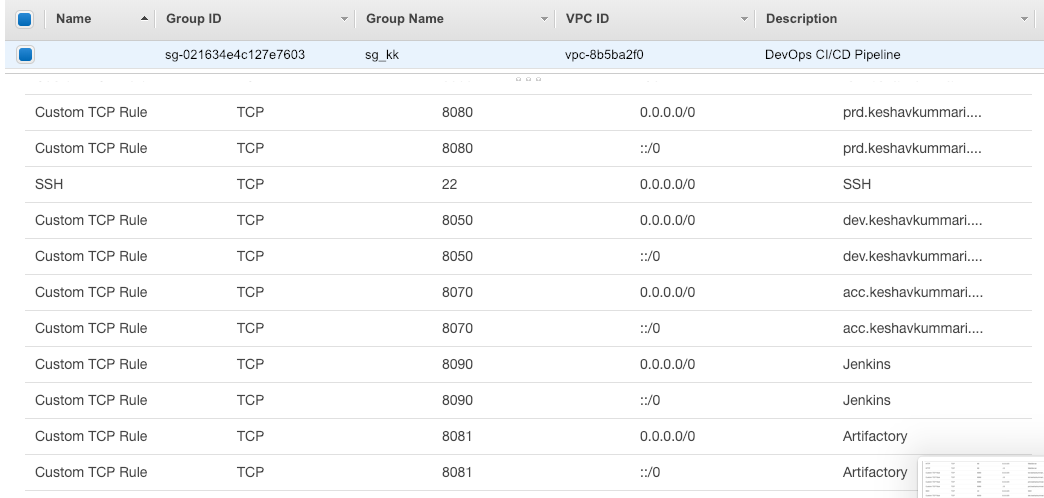 Name Group ID Group Name VPC ID Description
sg-021634e4c127e7603 sg_kk vpc-8b5ba2f0 DevOps CI/CD Pipeline
Custom TCP Rule TCP 8080 0.0.0.0/0 prd.keshavkummari....
Custom TCP Rule TCP 8080 ::/0 prd.keshavkummari....
SSH TCP 22 0.0.0.0/0 SSH
Custom TCP Rule TCP 8050 0.0.0.0/0 dev.keshavkummari....
Custom TCP Rule TCP 8050 ::/0 dev.keshavkummari....
Custom TCP Rule TCP 8070 0.0.0.0/0 acc.keshavkummari....
Custom TCP Rule TCP 8070 ::/0 acc.keshavkummari....
Custom TCP Rule TCP 8090 0.0.0.0/0 Jenkins
Custom TCP Rule TCP 8090 ::/0 Jenkins
Custom TCP Rule TCP 8081 0.0.0.0/0 Artifactory
Custom TCP Rule TCP 8081 ::/0 Artifactory